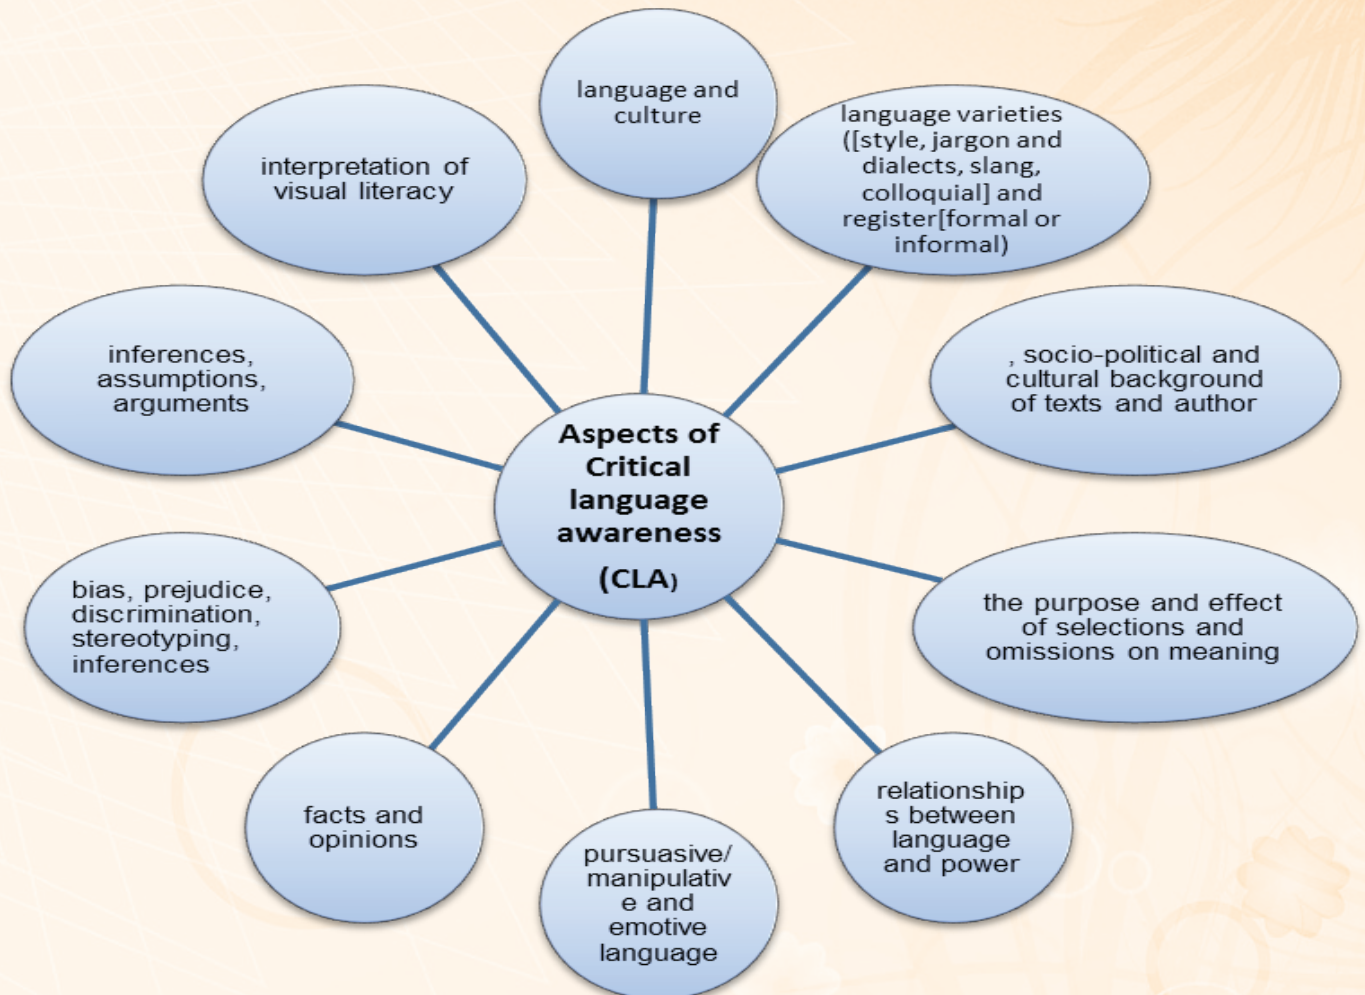 language and
culture
language varieties
([style, jargon and
dialects, slang,
colloquial] and
register[formal or
informal)
, socio-political and
cultural background
of texts and author
the purpose and effect
of selections and
omissions on meaning
relationship
s between
language
and power
pursuasive/
manipulativ
e and
emotive
language
facts and
opinions
bias, prejudice,
discrimination,
stereotyping,
inferences
inferences,
assumptions,
arguments
interpretation of
visual literacy
Aspects of
Critical
language
awareness
(CLA)